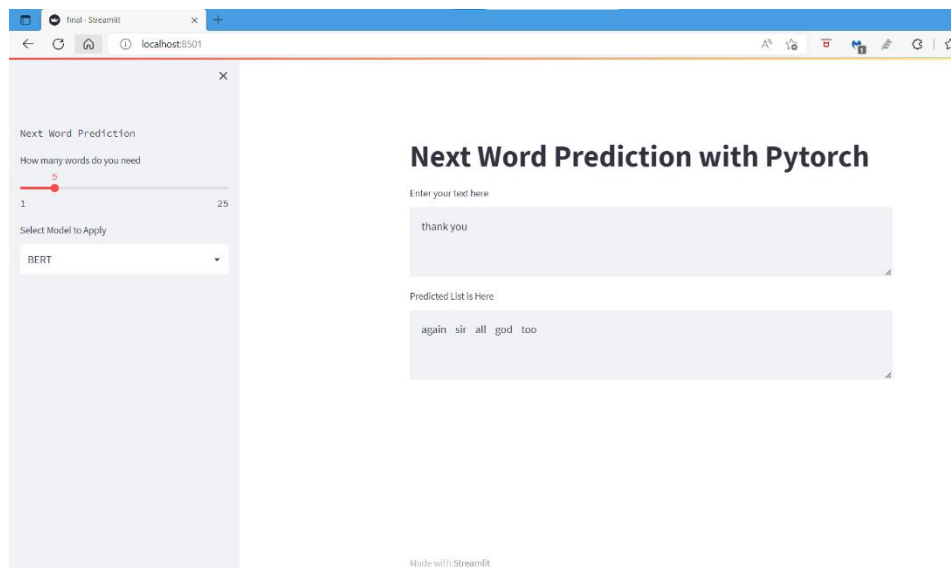 final · Streamlit
localhost:8501
Next Word Prediction
How many words do you need
5
1 25
Select Model to Apply
BERT
Next Word Prediction with Pytorch
Enter your text here
thank you
Predicted List is Here
again sir all god too
Made with Streamlit